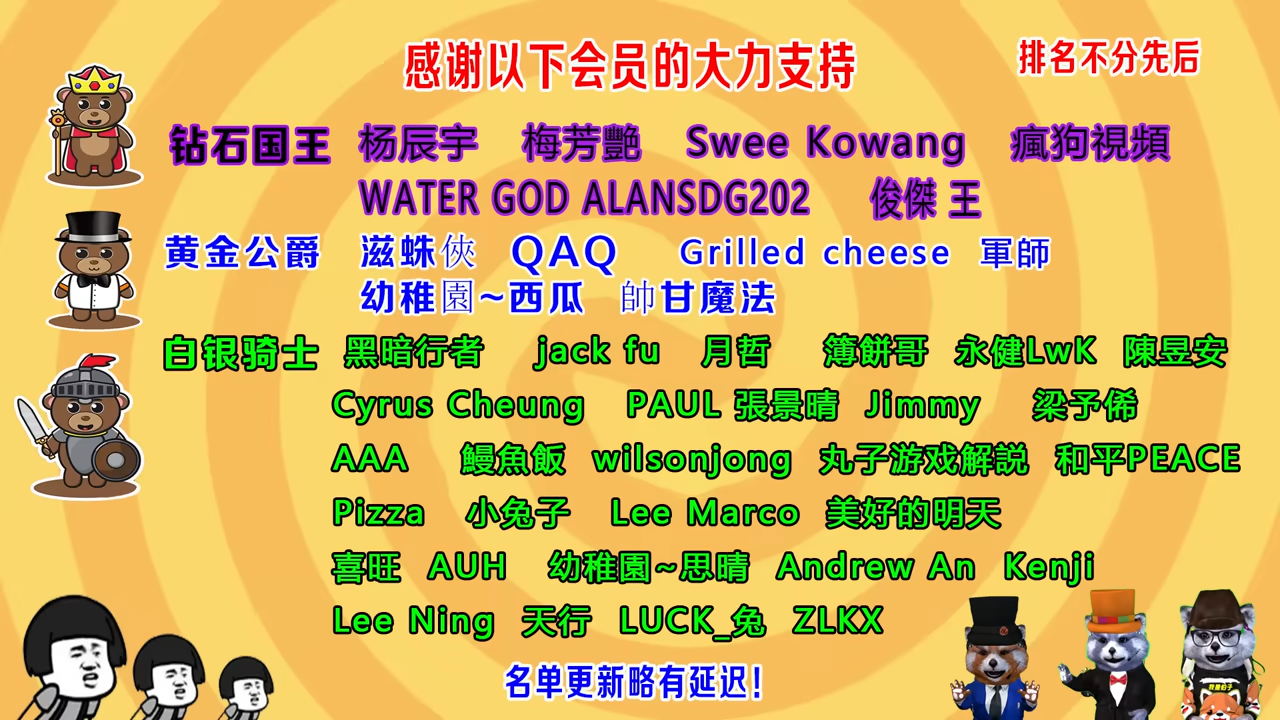 感谢以下会员的大力支持
排名不分先后
钻石国王 杨辰宇 梅芳艷 Swee Kowang 瘋狗視頻
WATER GOD ALANSDG202 俊傑 王
黄金公爵 滋蛛俠 QAQ Grilled cheese 軍師
幼稚園~西瓜 帥甘魔法
白银骑士 黑暗行者 jack fu 月哲 簿餅哥 永健LwK 陳昱安
Cyrus Cheung PAUL 張景晴 Jimmy 梁予俙
AAA 鰻魚飯 wilsonjong 丸子游戏解説 和平PEACE
Pizza 小兔子 Lee Marco 美好的明天
喜旺 AUH 幼稚園~思晴 Andrew An Kenji
Lee Ning 天行 LUCK_兔 ZLKX
名单更新略有延迟!